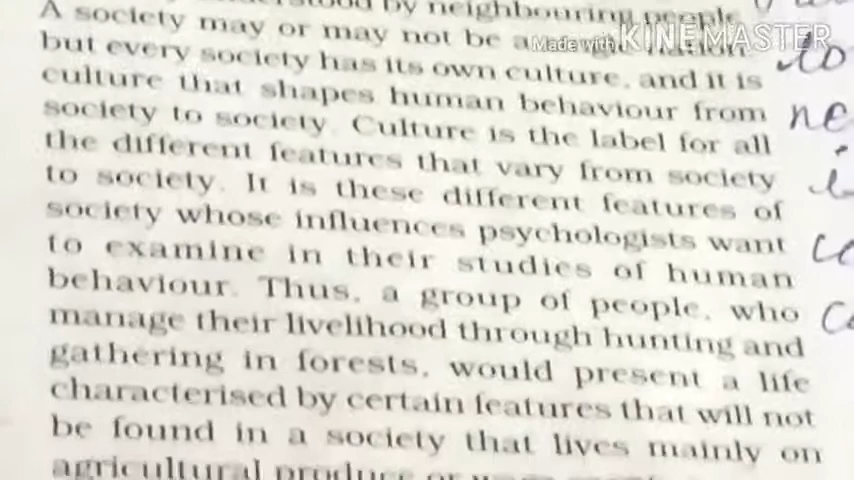 by neighbouring people
A society may or may not be a single nation
Made with KINEMASTER
but every society has its own culture, and it is
culture that shapes human behaviour from
society to society. Culture is the label for all
the different features that vary from society
to society. It is these different features of
society whose influences psychologists want
to examine in their studies of human
behaviour. Thus, a group of people, who
manage their livelihood through hunting and
gathering in forests, would present a life
characterised by certain features that will not
be found in a society that lives mainly on
agricultural produce or